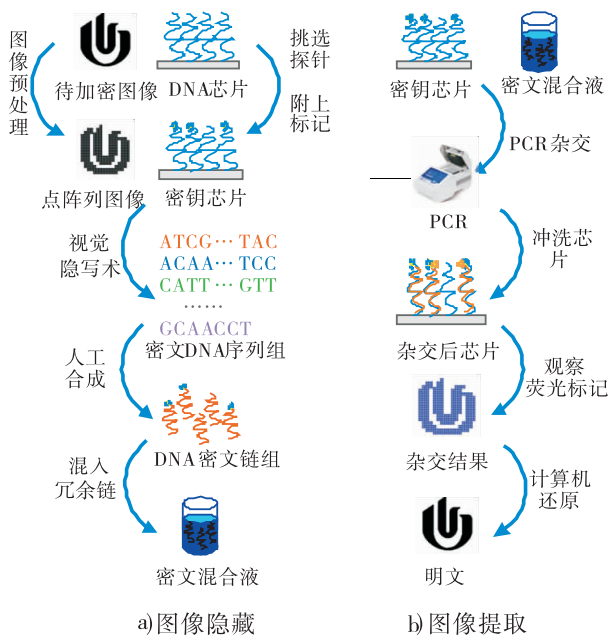 图像预处理
待加密图像
DNA芯片
挑选
探针
附上
标记
点阵列图像
密钥芯片
视觉
隐写术
ATCG··· TAC
ACAA··· TCC
CATT···GTT
······
GCAACCT
密文DNA序列组
人工
合成
DNA密文链组
混入
冗余链
密文混合液
a)图像隐藏
密钥芯片
密文混合液
PCR杂交
PCR
冲洗芯
片
杂交后芯片
观察
荧光标记
杂交结果
计算机
还原
明文
b)图像提取